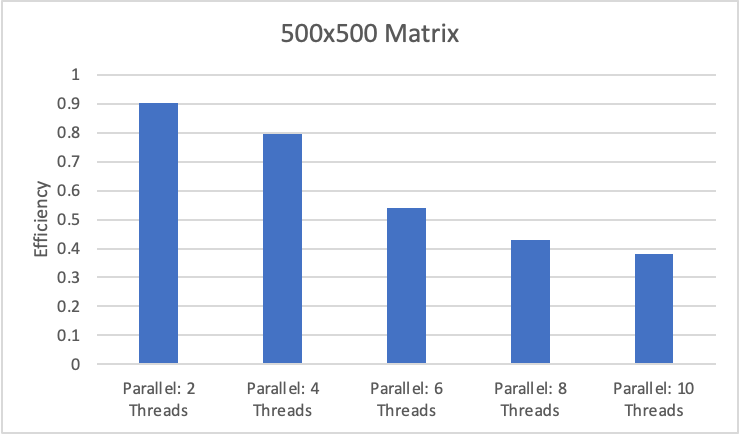 500x500 Matrix
Efficiency
1
0.9
0.8
0.7
0.6
0.5
0.4
0.3
0.2
0.1
0
Parallel: 2
Threads
Parallel: 4
Threads
Parallel: 6
Threads
Parallel: 8
Threads
Parallel: 10
Threads